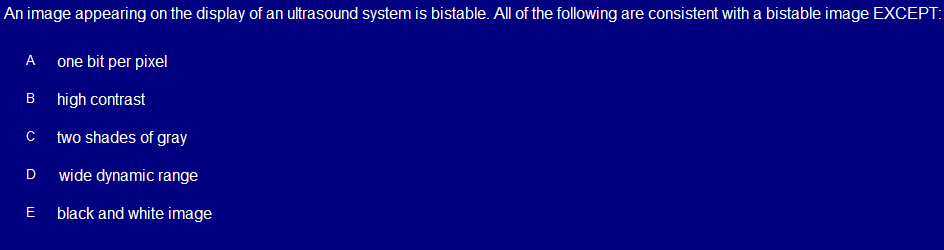 An image appearing on the display of an ultrasound system is bistable. All of the following are consistent with a bistable image EXCEPT:
A one bit per pixel
B high contrast
C two shades of gray
D wide dynamic range
E black and white image